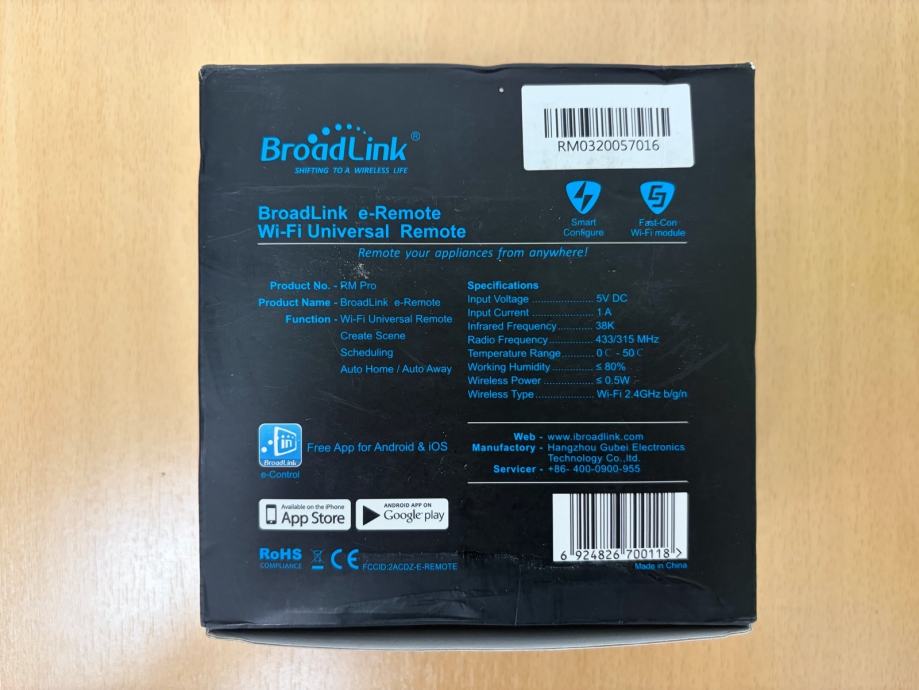 RM0320057016
BroadLink®
SHIFTING TO A WIRELESS LIFE
Smart
Configure
Fast-Con
Wi-Fi module
BroadLink e-Remote
Wi-Fi Universal Remote
Remote your appliances from anywhere!
Product No. - RM Pro
Product Name - BroadLink e-Remote
Function - Wi-Fi Universal Remote
Create Scene
Scheduling
Auto Home / Auto Away
Specifications
Input Voltage .................... 5V DC
Input Current .................... 1 A
Infrared Frequency............ 38K
Radio Frequency............... 433/315 MHz
Temperature Range........... 0℃ - 50℃
Working Humidity .............. ≤ 80%
Wireless Power ................. ≤ 0.5W
Wireless Type.................... Wi-Fi 2.4GHz b/g/n
in
BroadLink
e-Control
Free App for Android & iOS
Web - www.ibroadlink.com
Manufactory - Hangzhou Gubei Electronics
Technology Co.,ltd.
Servicer - +86- 400-0900-955
Available on the iPhone
App Store
ANDROID APP ON
Google play
RoHS
COMPLIANCE
CE
FCCID:2ACDZ-E-REMOTE
6 924826 700118 >
Made in China